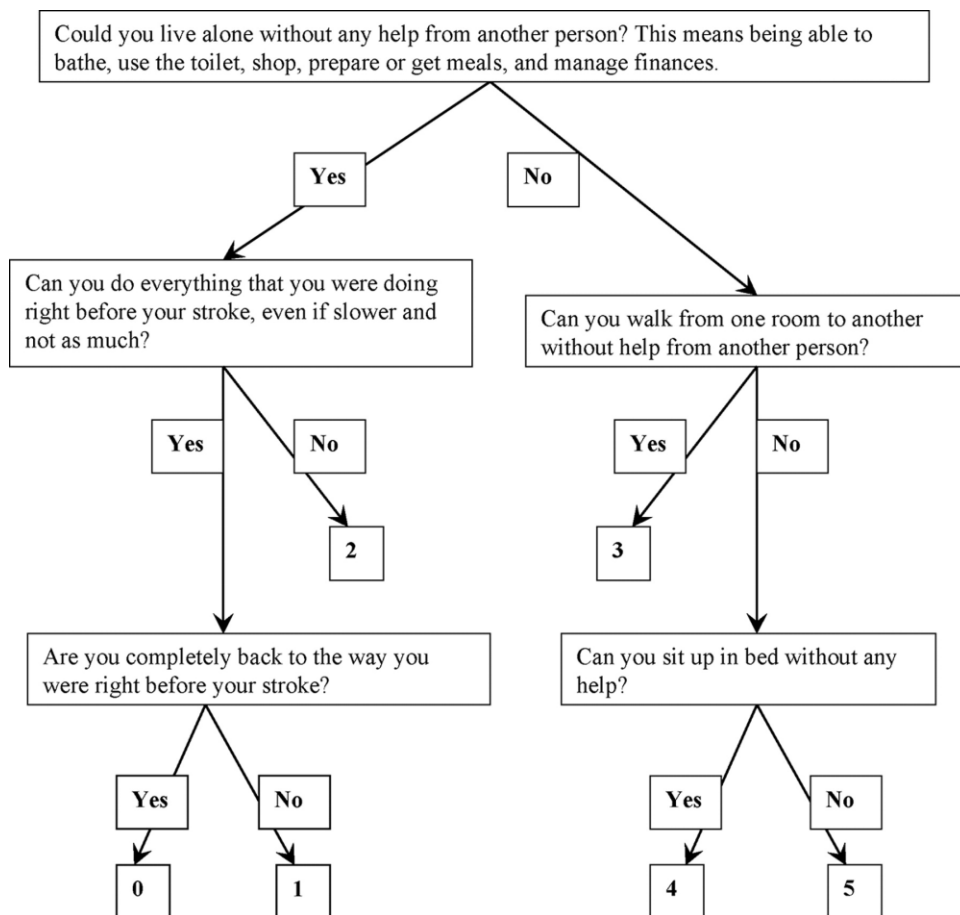 Could you live alone without any help from another person? This means being able to
bathe, use the toilet, shop, prepare or get meals, and manage finances.
Yes
No
Can you do everything that you were doing
right before your stroke, even if slower and
not as much?
Can you walk from one room to another
without help from another person?
Yes
No
Yes
No
2
3
Are you completely back to the way you
were right before your stroke?
Can you sit up in bed without any
help?
Yes
No
Yes
No
0
1
4
5